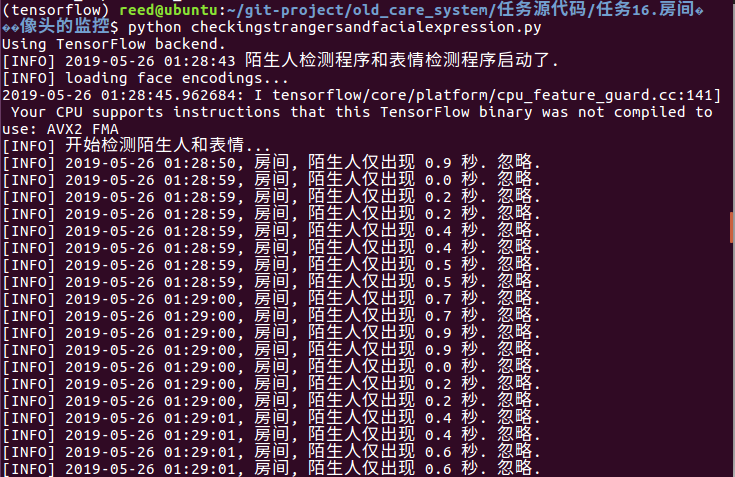 (tensorflow) reed@ubuntu:~/git-project/old_care_system/任务源代码/任务16.房间�
��像头的监控$ python checkingstrangersandfacialexpression.py
Using TensorFlow backend.
[INFO] 2019-05-26 01:28:43 陌生人检测程序和表情检测程序启动了.
[INFO] loading face encodings...
2019-05-26 01:28:45.962684: I tensorflow/core/platform/cpu_feature_guard.cc:141]
 Your CPU supports instructions that this TensorFlow binary was not compiled to
use: AVX2 FMA
[INFO] 开始检测陌生人和表情...
[INFO] 2019-05-26 01:28:50, 房间, 陌生人仅出现 0.9 秒. 忽略.
[INFO] 2019-05-26 01:28:59, 房间, 陌生人仅出现 0.0 秒. 忽略.
[INFO] 2019-05-26 01:28:59, 房间, 陌生人仅出现 0.2 秒. 忽略.
[INFO] 2019-05-26 01:28:59, 房间, 陌生人仅出现 0.2 秒. 忽略.
[INFO] 2019-05-26 01:28:59, 房间, 陌生人仅出现 0.4 秒. 忽略.
[INFO] 2019-05-26 01:28:59, 房间, 陌生人仅出现 0.4 秒. 忽略.
[INFO] 2019-05-26 01:28:59, 房间, 陌生人仅出现 0.5 秒. 忽略.
[INFO] 2019-05-26 01:28:59, 房间, 陌生人仅出现 0.5 秒. 忽略.
[INFO] 2019-05-26 01:29:00, 房间, 陌生人仅出现 0.7 秒. 忽略.
[INFO] 2019-05-26 01:29:00, 房间, 陌生人仅出现 0.7 秒. 忽略.
[INFO] 2019-05-26 01:29:00, 房间, 陌生人仅出现 0.9 秒. 忽略.
[INFO] 2019-05-26 01:29:00, 房间, 陌生人仅出现 0.9 秒. 忽略.
[INFO] 2019-05-26 01:29:00, 房间, 陌生人仅出现 0.0 秒. 忽略.
[INFO] 2019-05-26 01:29:00, 房间, 陌生人仅出现 0.2 秒. 忽略.
[INFO] 2019-05-26 01:29:00, 房间, 陌生人仅出现 0.2 秒. 忽略.
[INFO] 2019-05-26 01:29:01, 房间, 陌生人仅出现 0.4 秒. 忽略.
[INFO] 2019-05-26 01:29:01, 房间, 陌生人仅出现 0.4 秒. 忽略.
[INFO] 2019-05-26 01:29:01, 房间, 陌生人仅出现 0.6 秒. 忽略.
[INFO] 2019-05-26 01:29:01, 房间, 陌生人仅出现 0.6 秒. 忽略.